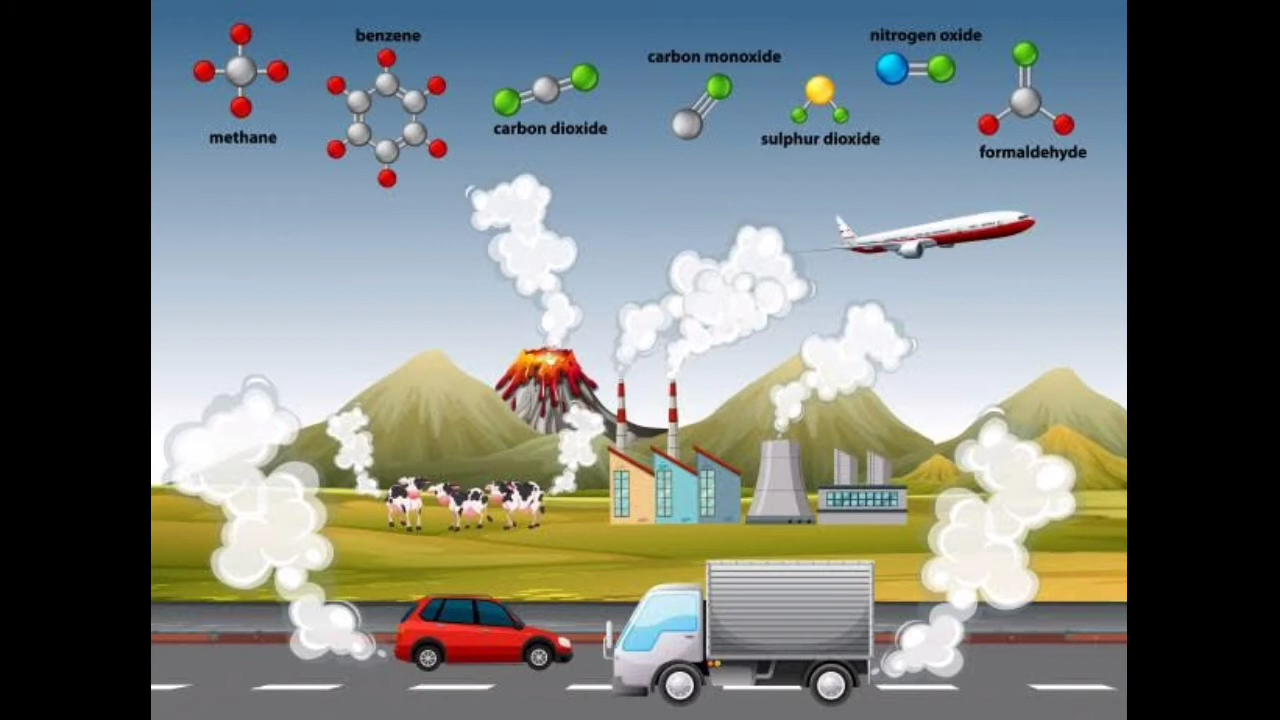 benzene
nitrogen oxide
carbon monoxide
carbon dioxide
methane
sulphur dioxide
formaldehyde